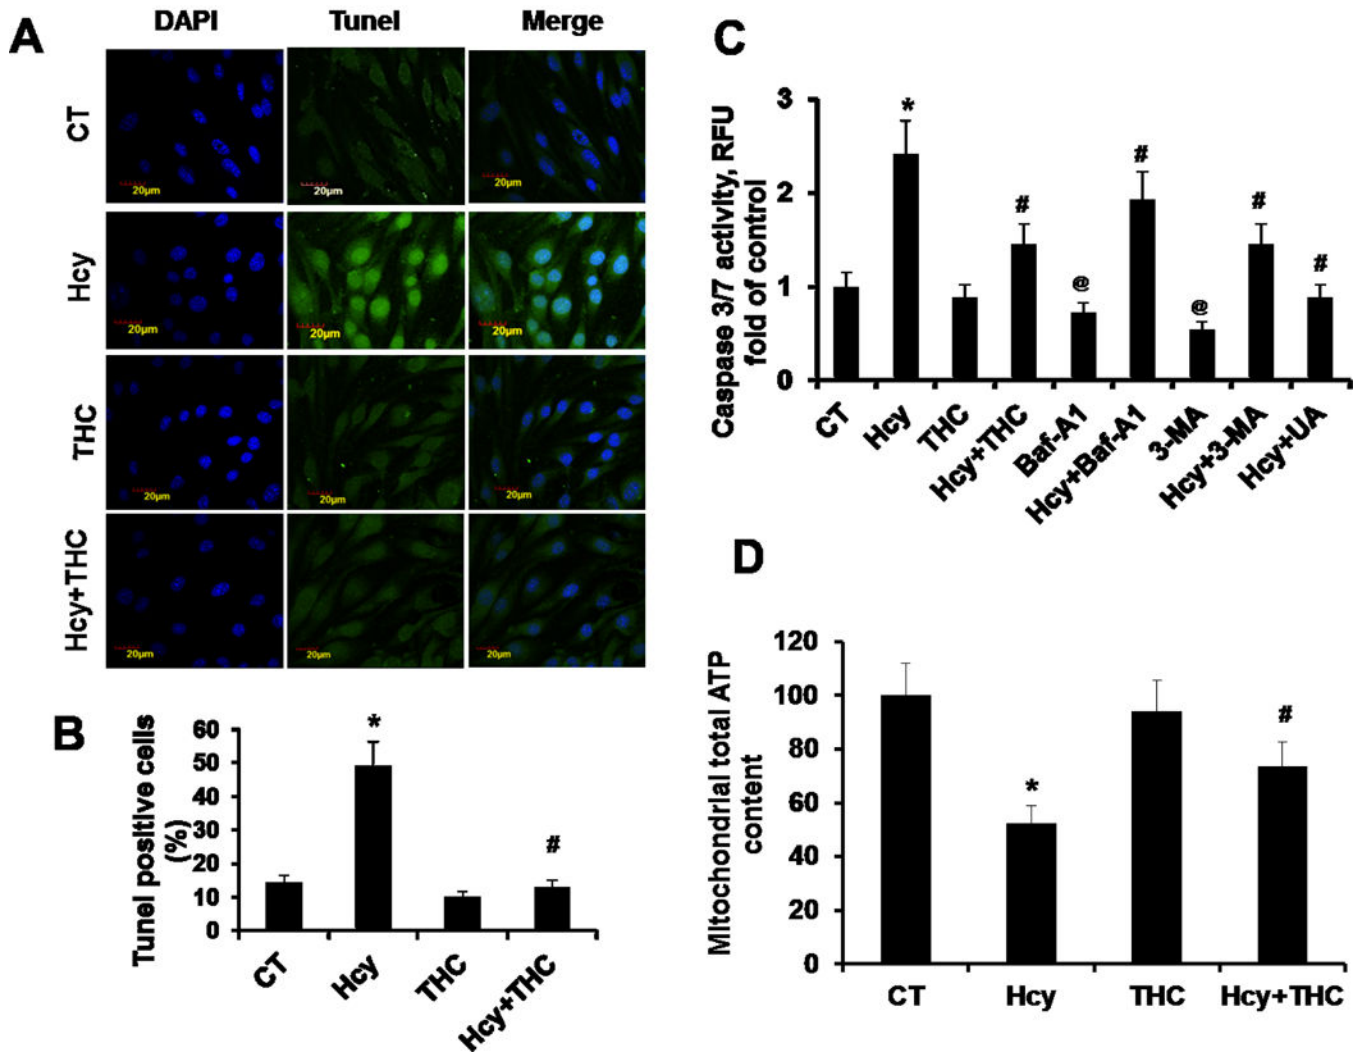 A
DAPI Tunel Merge
CT
20µm 20µm 20µm
Hcy
20µm 20µm 20µm
THC
20µm 20µm 20µm
Hcy+THC
20µm 20µm 20µm
B
Tunel positive cells
(%)
60
50
40
30
20
10
0
*
#
CT Hcy THC Hcy+THC
C
Caspase 3/7 activity, RFU
fold of control
3
2
1
0
*
#
@
#
@
#
#
CT Hcy THC Hcy+THC Baf-A1 Hcy+Baf-A1 3-MA Hcy+3-MA Hcy+UA
D
Mitochondrial total ATP
content
120
100
80
60
40
20
0
*
#
CT Hcy THC Hcy+THC